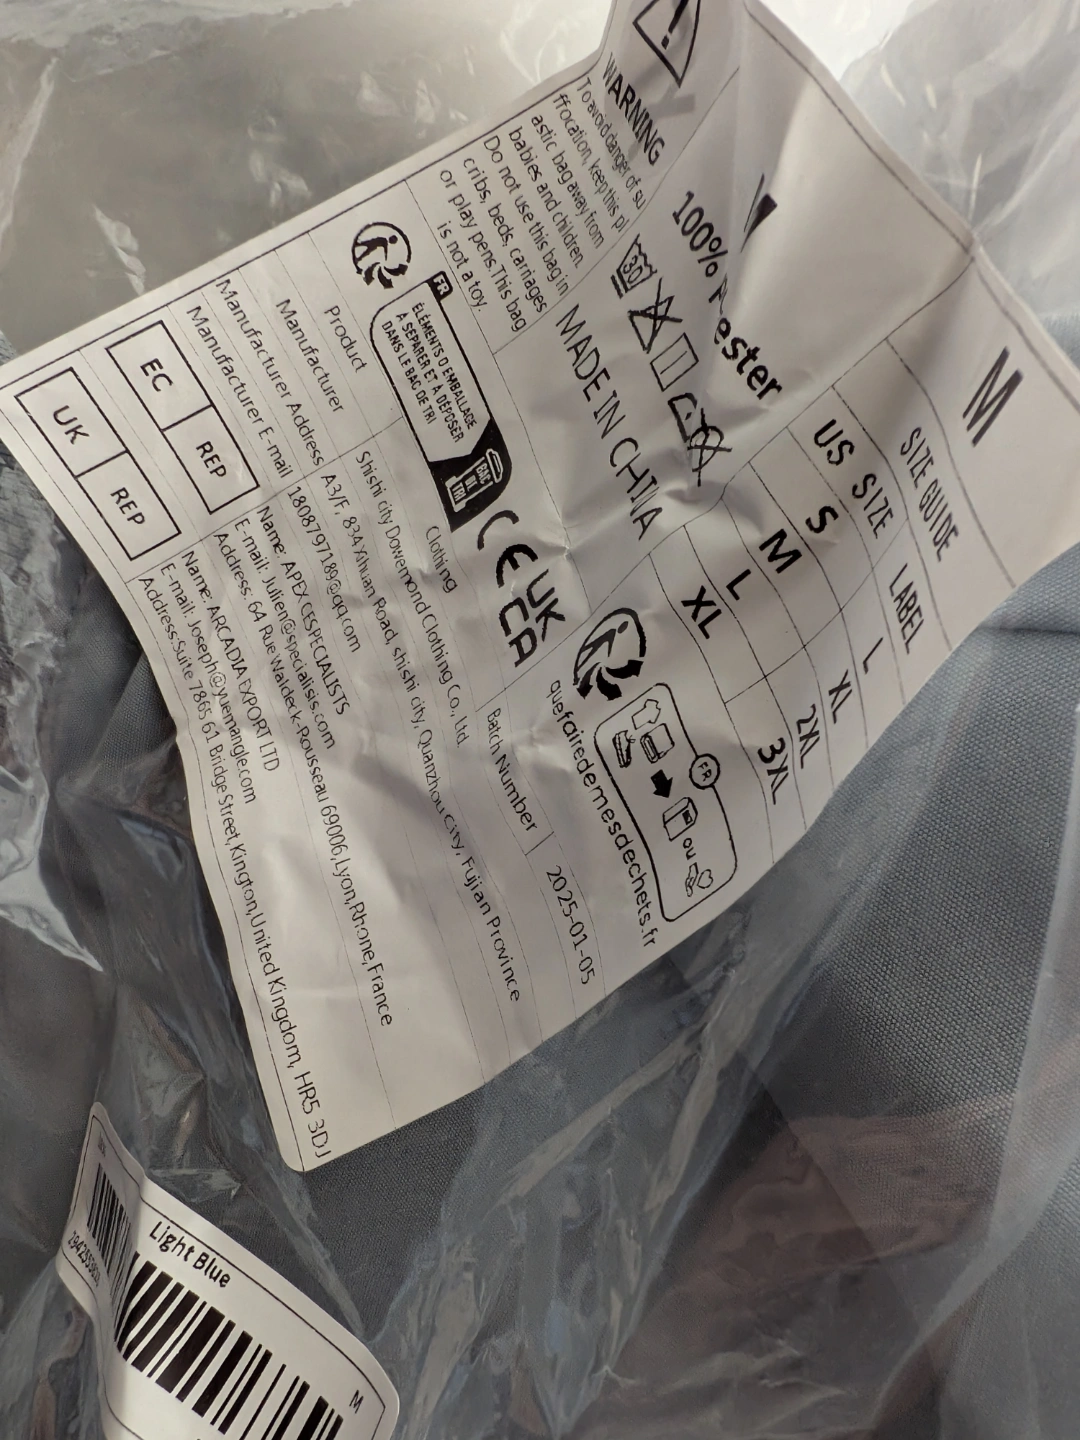 M
SIZE GUIDE
US SIZE LABEL
S L
M XL
L 2XL
XL 3XL
100%
MADE IN CHINA
WARNING
To avoid danger of su
ffocation, keep this pl
astic bag away from
babies and children.
Do not use this bag in
cribs, beds, carriages
or play pens.This bag
is not a toy.
FR
ÉLÉMENTS D'EMBALLAGE
À SÉPARER ET À DÉPOSER
DANS LE BAC DE TRI
BAC
DE
TRI
CE
UK
CA
FR
ou
quefairedemesdechets.fr
Product Clothing Batch Number 2025-01-05
Manufacturer Shishi city Dowemond Clothing Co., Ltd.
Manufacturer Address A3/F, 834 Xihuan Road, shishi city, Quanzhou City, Fujian Province
Manufacturer E-mail 1808797189@qq.com
EC REP
Name: APEX CESPECIALISTS
E-mail: Julien@specialists.com
Address: 64 Rue Waldeck-Rousseau 69006,Lyon,Rhone,France
UK REP
Name: ARCADIA EXPORT LTD
E-mail: Joseph@yuemangle.com
Address:Suite 7865 61 Bridge Street,Kington,United Kingdom, HR5 3DJ
Light Blue
M